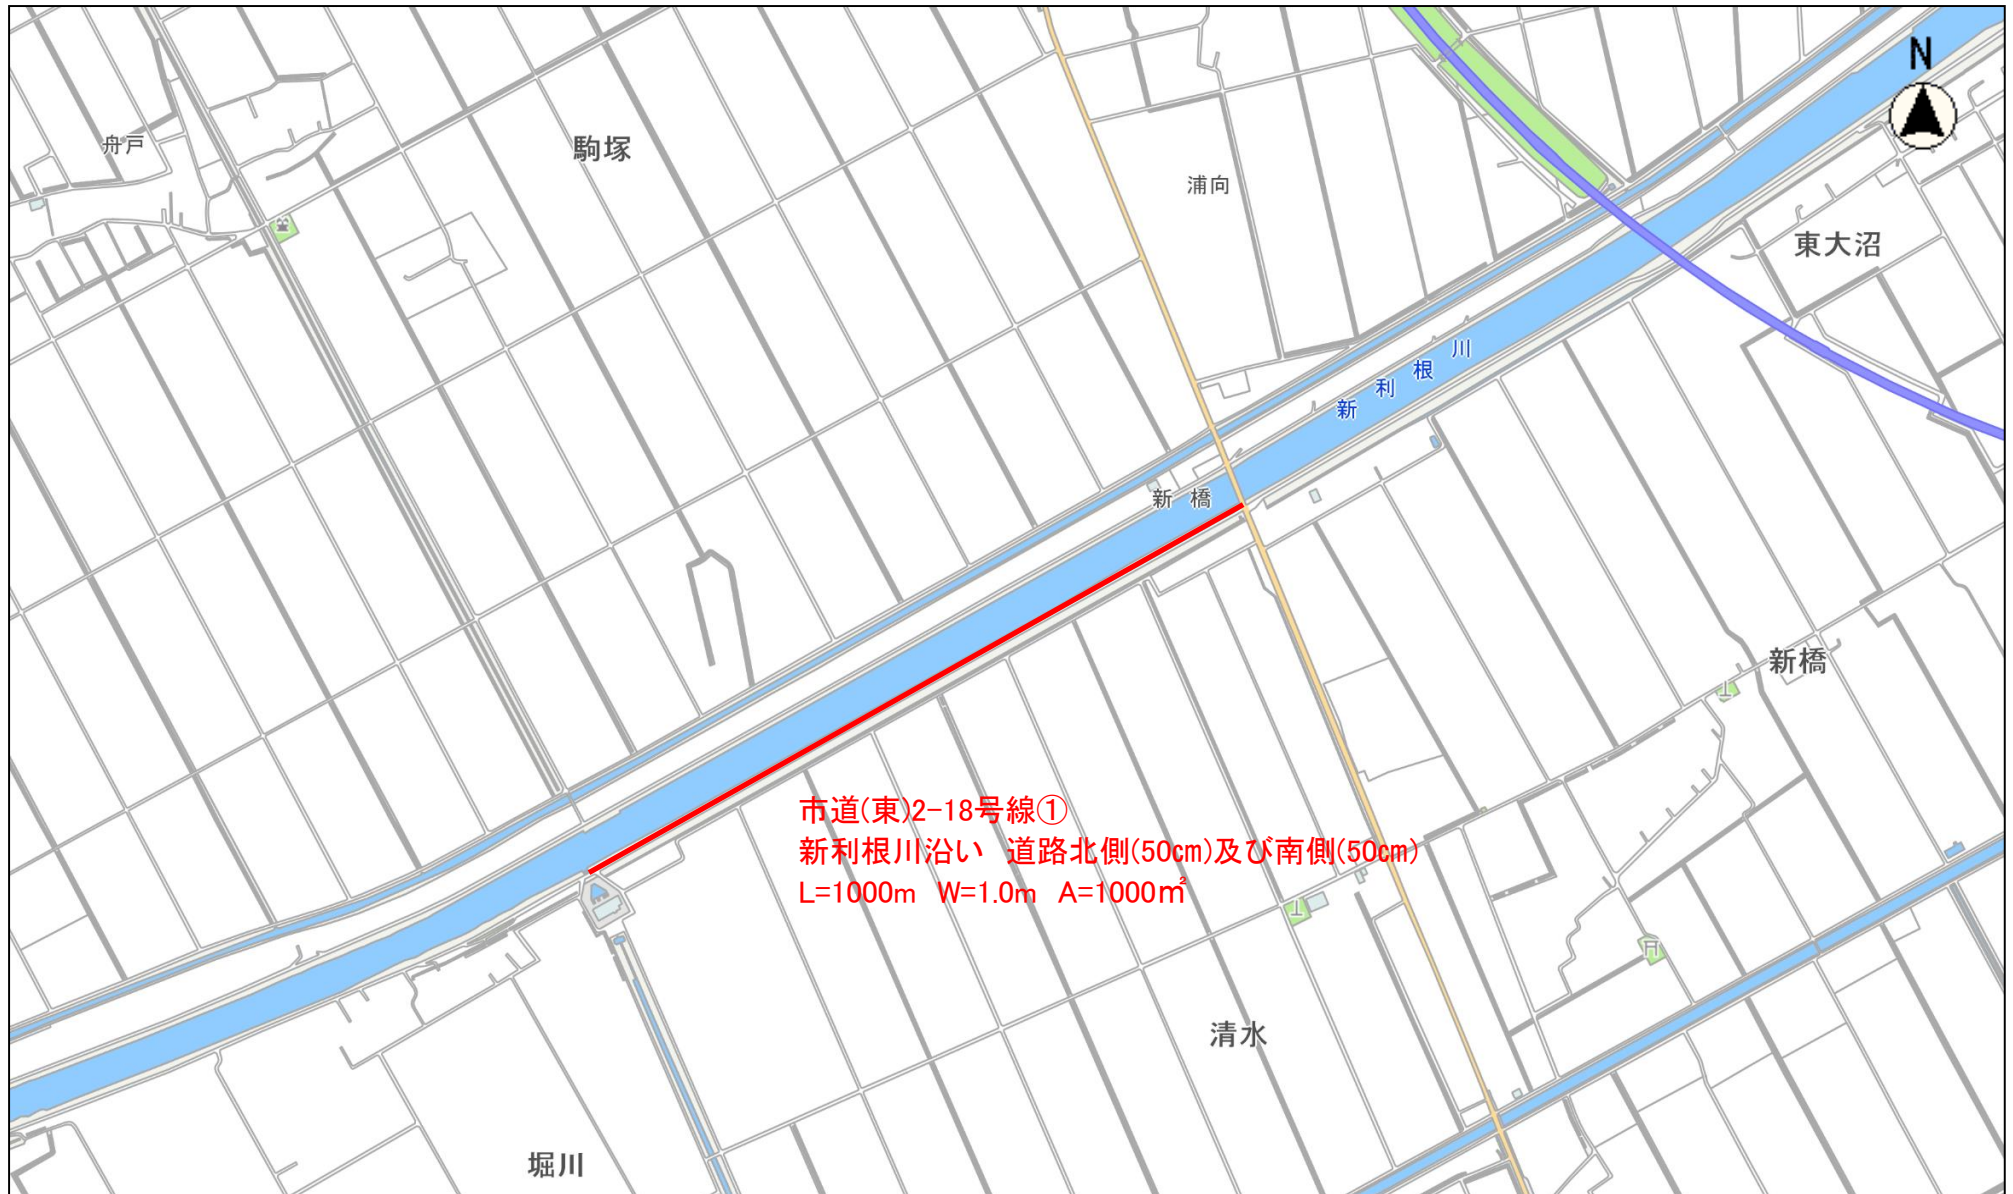 N
舟戸
駒塚
浦向
東大沼
新利根川
新橋
新橋
市道(東)2-18号線①
新利根川沿い 道路北側(50㎝)及び南側(50㎝)
L=1000m W=1.0m A=1000㎡
清水
堀川